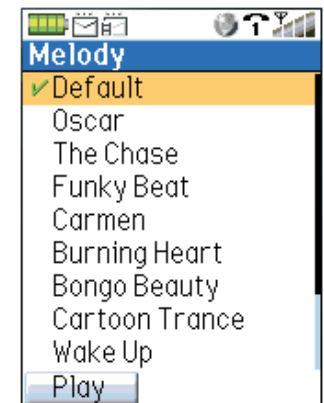 Melody
Default
Oscar
The Chase
Funky Beat
Carmen
Burning Heart
Bongo Beauty
Cartoon Trance
Wake Up
Play